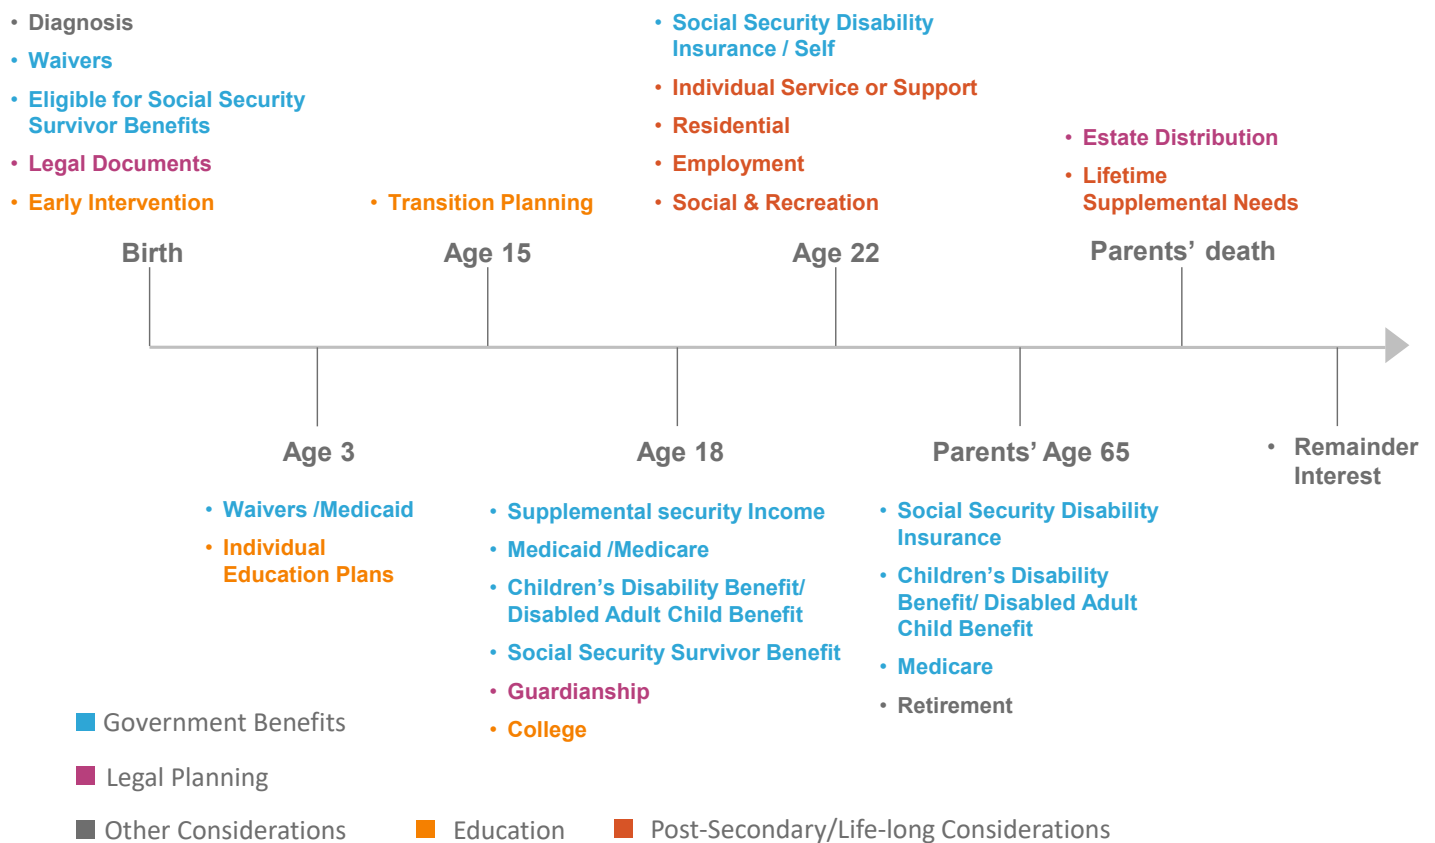 • Diagnosis
• Waivers
• Eligible for Social Security
Survivor Benefits
• Legal Documents
• Early Intervention
Birth
• Transition Planning
Age 15
• Social Security Disability
Insurance / Self
• Individual Service or Support
• Residential
• Employment
• Social & Recreation
Age 22
• Estate Distribution
• Lifetime
Supplemental Needs
Parents’ death
Age 3
• Waivers /Medicaid
• Individual
Education Plans
Age 18
• Supplemental security Income
• Medicaid /Medicare
• Children’s Disability Benefit/
Disabled Adult Child Benefit
• Social Security Survivor Benefit
• Guardianship
• College
Parents’ Age 65
• Social Security Disability
Insurance
• Children’s Disability
Benefit/ Disabled Adult
Child Benefit
• Medicare
• Retirement
• Remainder
Interest
Government Benefits
Legal Planning
Other Considerations
Education
Post-Secondary/Life-long Considerations